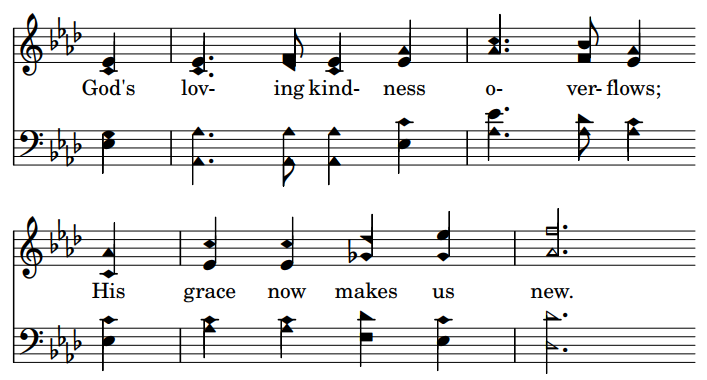 God's lov- ing kind- ness o- ver- flows;
His grace now makes us new.